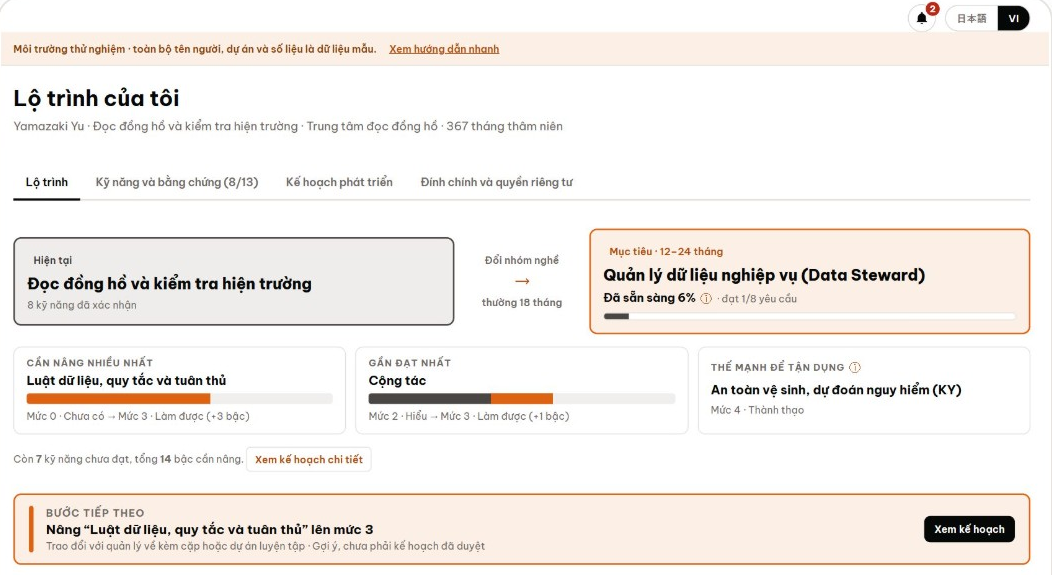 2
日本語 VI
Môi trường thử nghiệm · toàn bộ tên người, dự án và số liệu là dữ liệu mẫu. Xem hướng dẫn nhanh
Lộ trình của tôi
Yamazaki Yu · Đọc đồng hồ và kiểm tra hiện trường · Trung tâm đọc đồng hồ · 367 tháng thâm niên
Lộ trình Kỹ năng và bằng chứng (8/13) Kế hoạch phát triển Đính chính và quyền riêng tư
Hiện tại
Đọc đồng hồ và kiểm tra hiện trường
8 kỹ năng đã xác nhận
Đổi nhóm nghề
→
thường 18 tháng
Mục tiêu · 12–24 tháng
Quản lý dữ liệu nghiệp vụ (Data Steward)
Đã sẵn sàng 6% ⓘ · đạt 1/8 yêu cầu
CẦN NÂNG NHIỀU NHẤT
Luật dữ liệu, quy tắc và tuân thủ
Mức 0 · Chưa có → Mức 3 · Làm được (+3 bậc)
GẦN ĐẠT NHẤT
Cộng tác
Mức 2 · Hiểu → Mức 3 · Làm được (+1 bậc)
THẾ MẠNH ĐỂ TẬN DỤNG ⓘ
An toàn vệ sinh, dự đoán nguy hiểm (KY)
Mức 4 · Thành thạo
Còn 7 kỹ năng chưa đạt, tổng 14 bậc cần nâng. Xem kế hoạch chi tiết
BƯỚC TIẾP THEO
Nâng “Luật dữ liệu, quy tắc và tuân thủ” lên mức 3
Trao đổi với quản lý về kèm cặp hoặc dự án luyện tập · Gợi ý, chưa phải kế hoạch đã duyệt
Xem kế hoạch